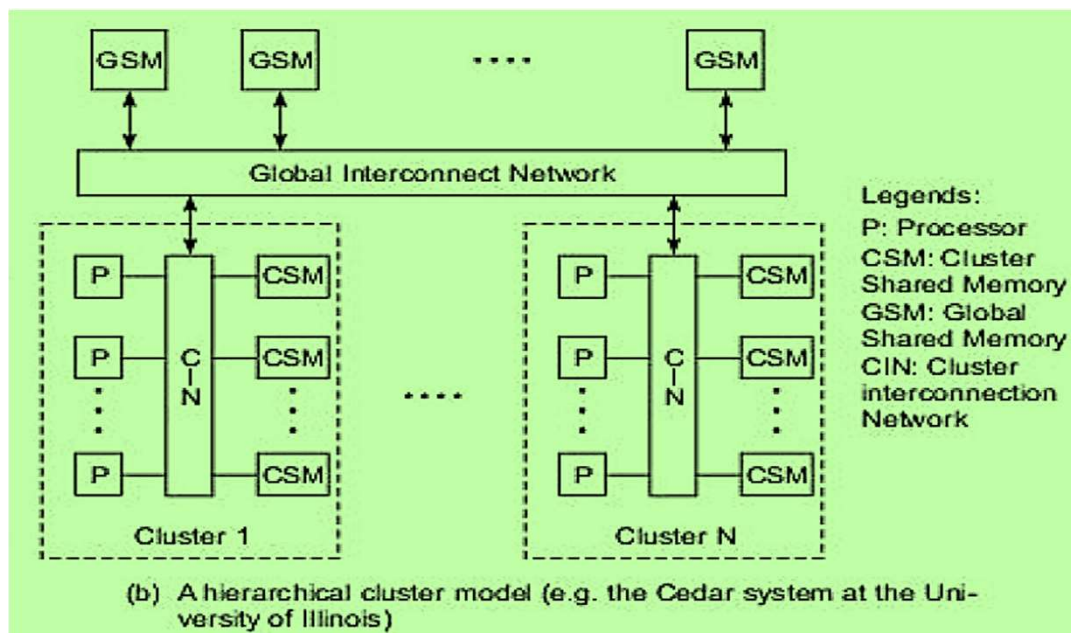 GSM GSM .... GSM
Global Interconnect Network
Legends:
P: Processor
CSM: Cluster
Shared Memory
GSM: Global
Shared Memory
CIN: Cluster
interconnection
Network
P CSM
P CSM
P CSM
C
I
N
Cluster 1
....
P CSM
P CSM
P CSM
C
I
N
Cluster N
(b) A hierarchical cluster model (e.g. the Cedar system at the Uni-
versity of Illinois)